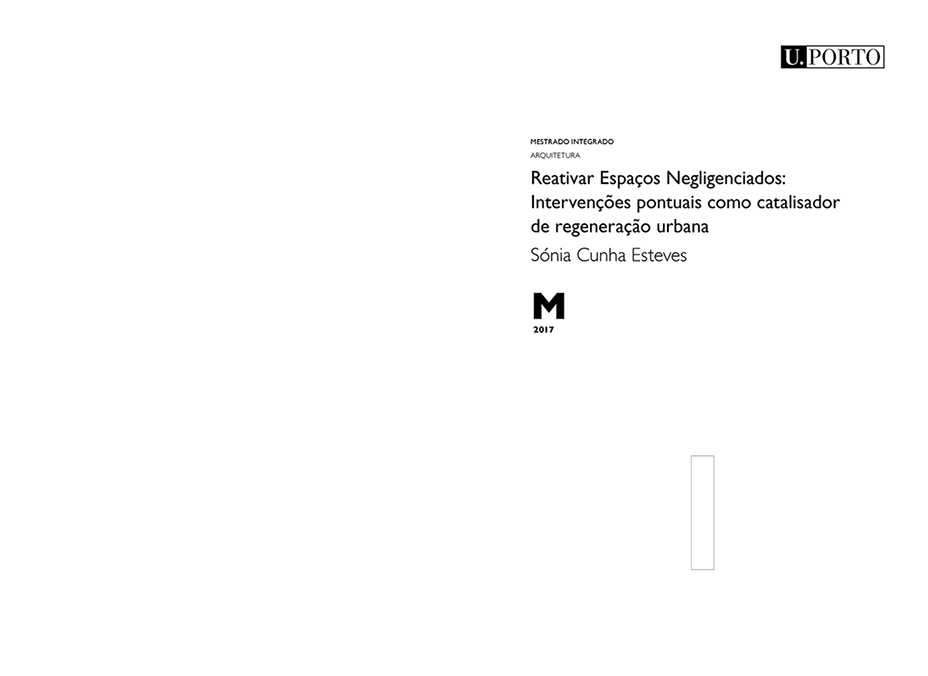 U.PORTO
MESTRADO INTEGRADO
ARQUITETURA
Reativar Espaços Negligenciados:
Intervenções pontuais como catalisador
de regeneração urbana
Sónia Cunha Esteves
M
2017